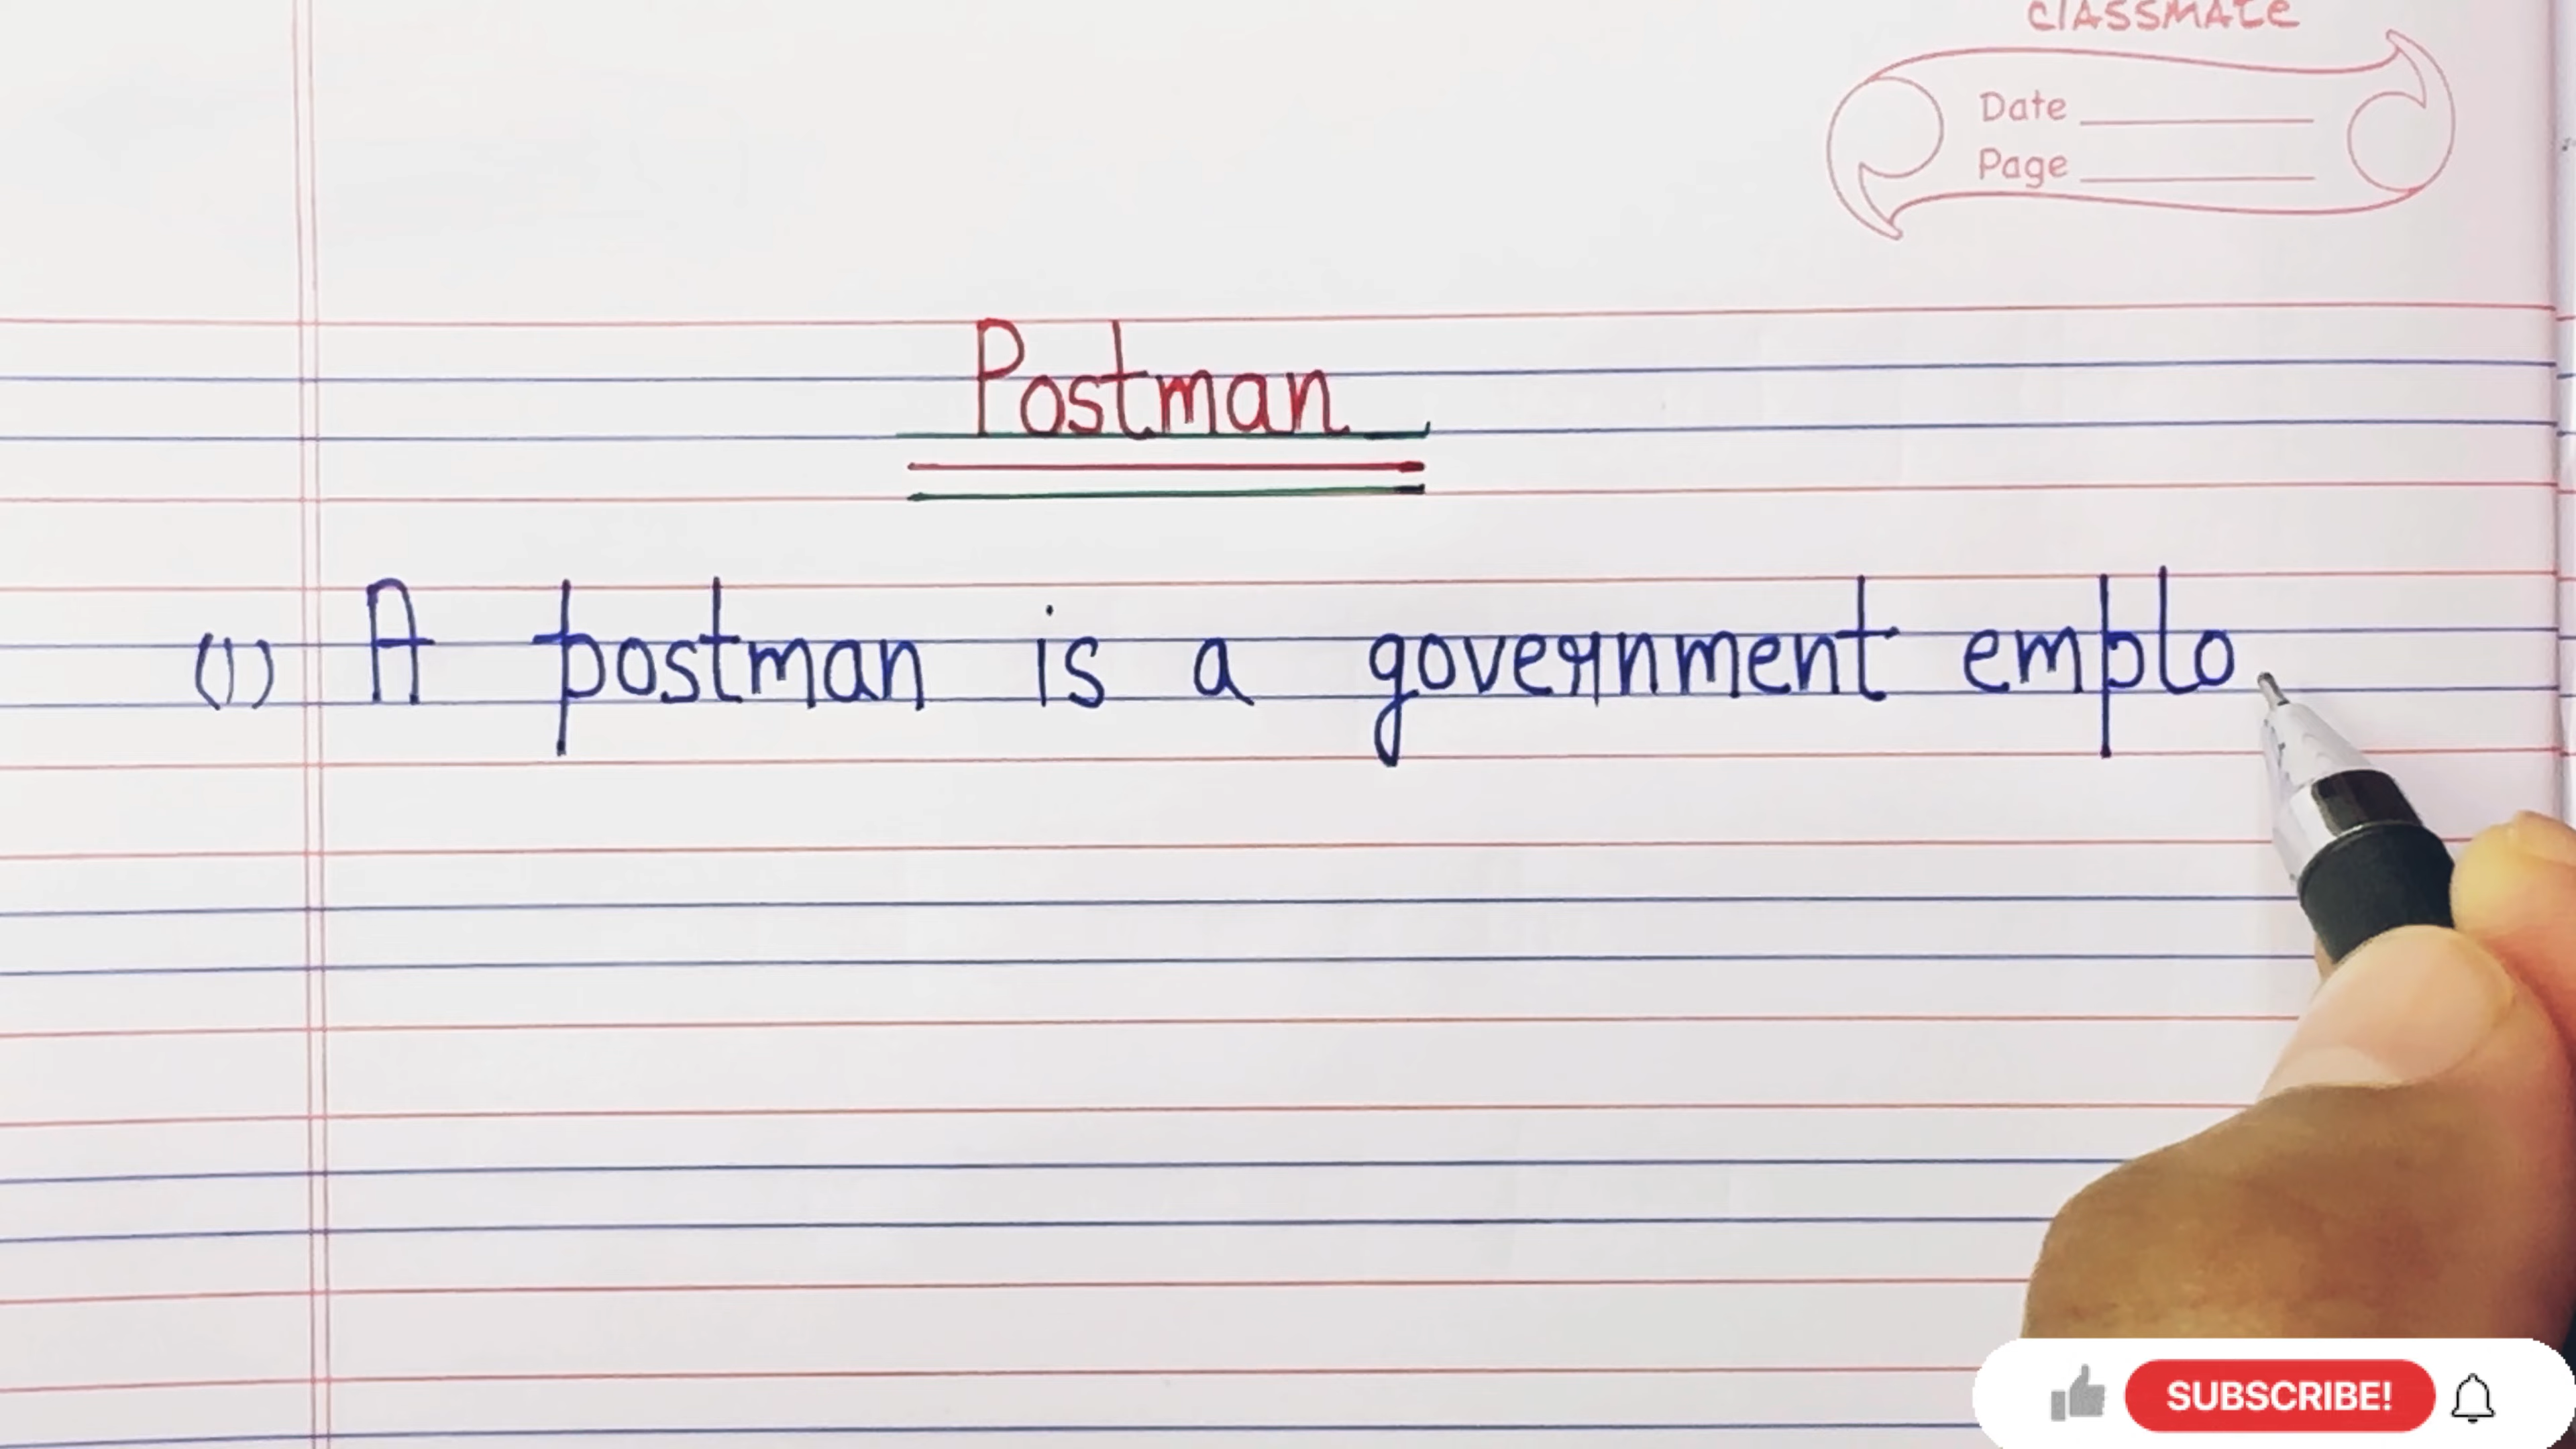 classmate
Date
Page
Postman
(1) A postman is a government emplo
SUBSCRIBE!